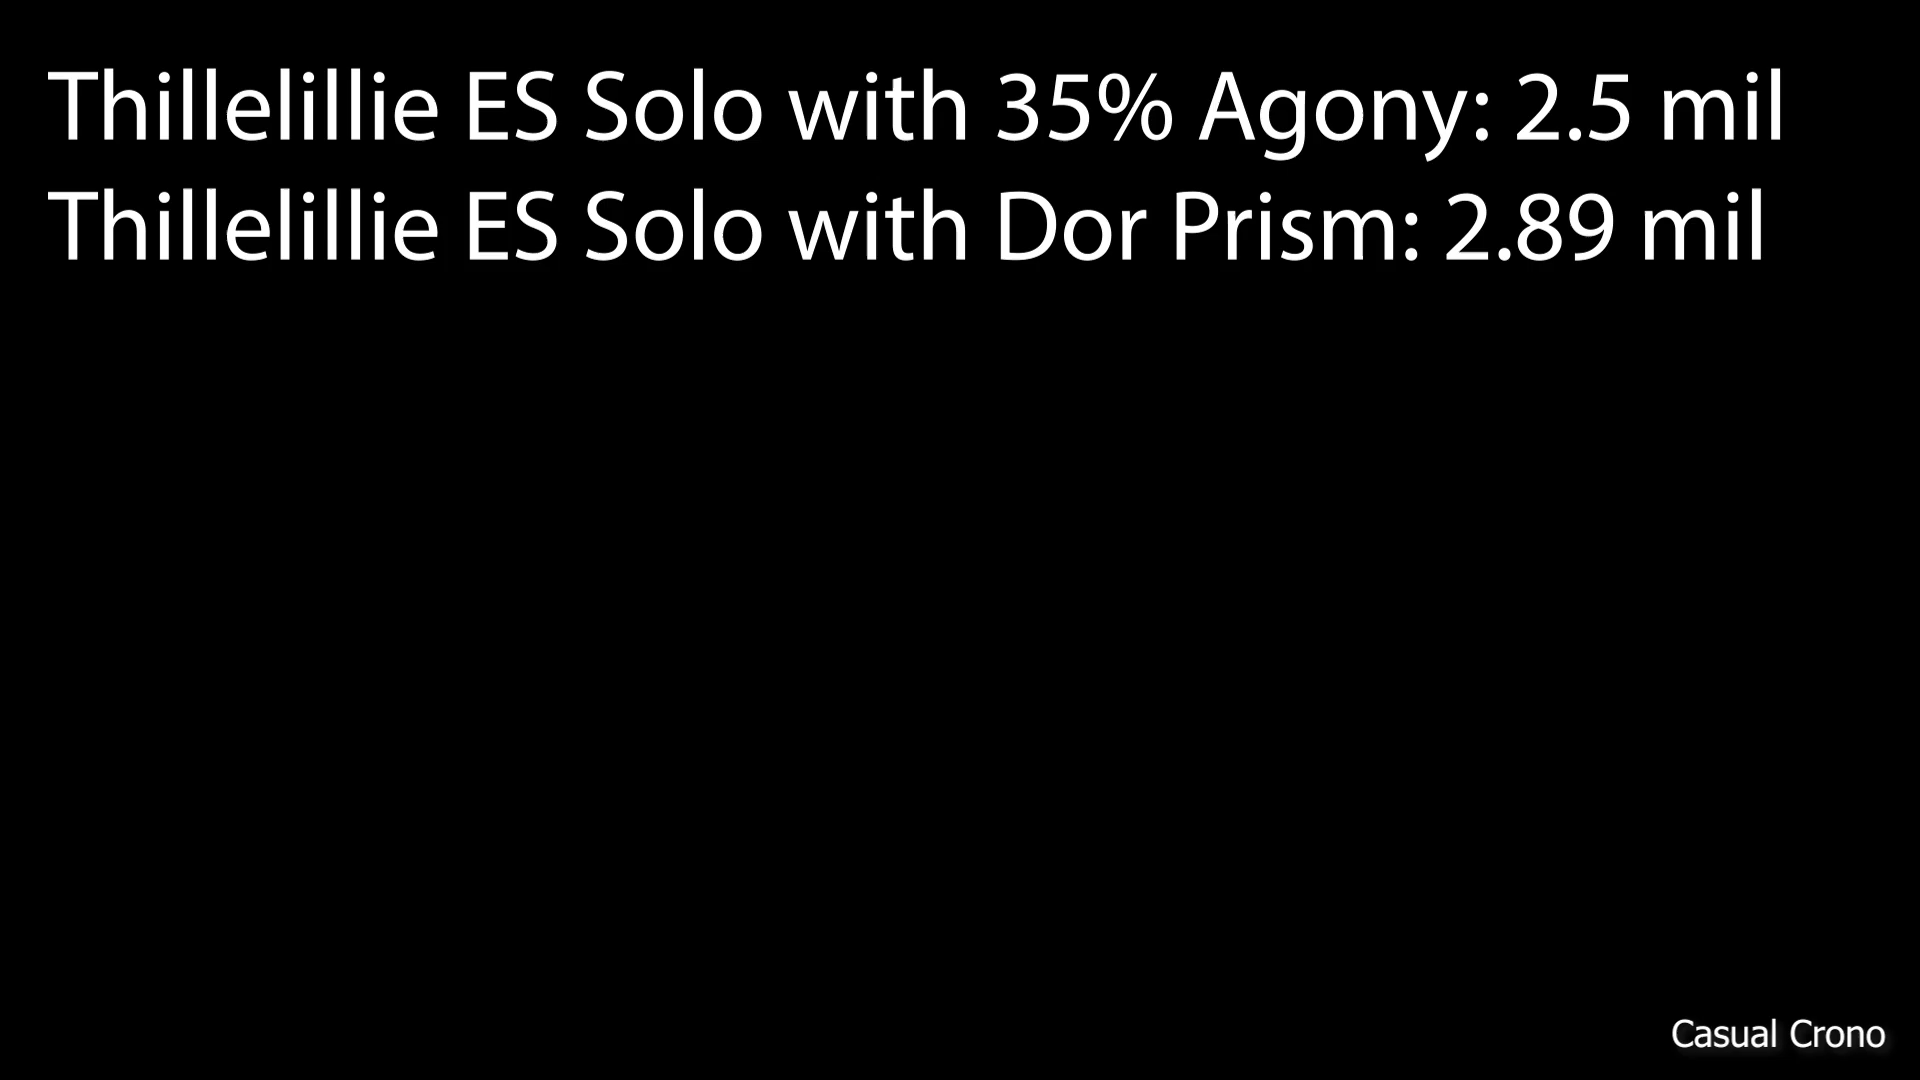 Thillelillie ES Solo with 35% Agony: 2.5 mil
Thillelillie ES Solo with Dor Prism: 2.89 mil
Casual Crono